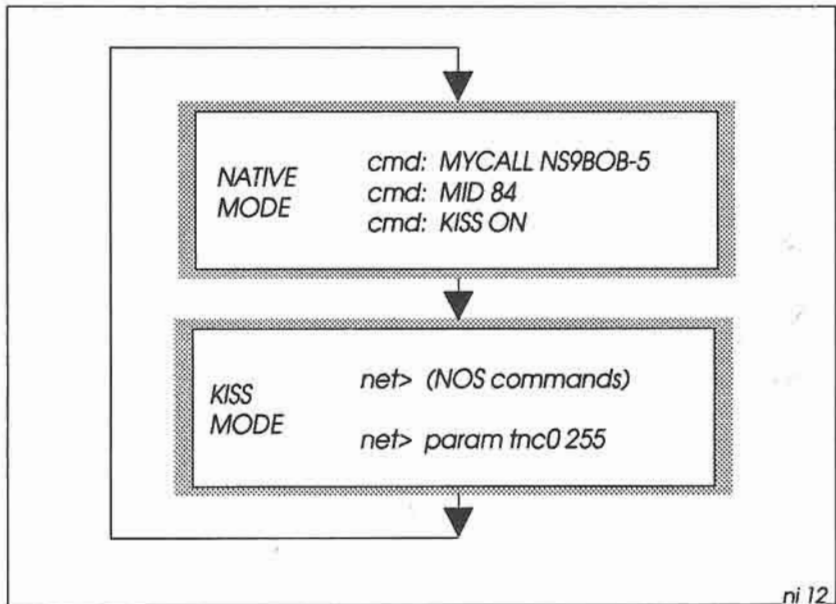 NATIVE
MODE
cmd: MYCALL NS9BOB-5
cmd: MID 84
cmd: KISS ON
KISS
MODE
net> (NOS commands)
net> param tnc0 255
ni 12